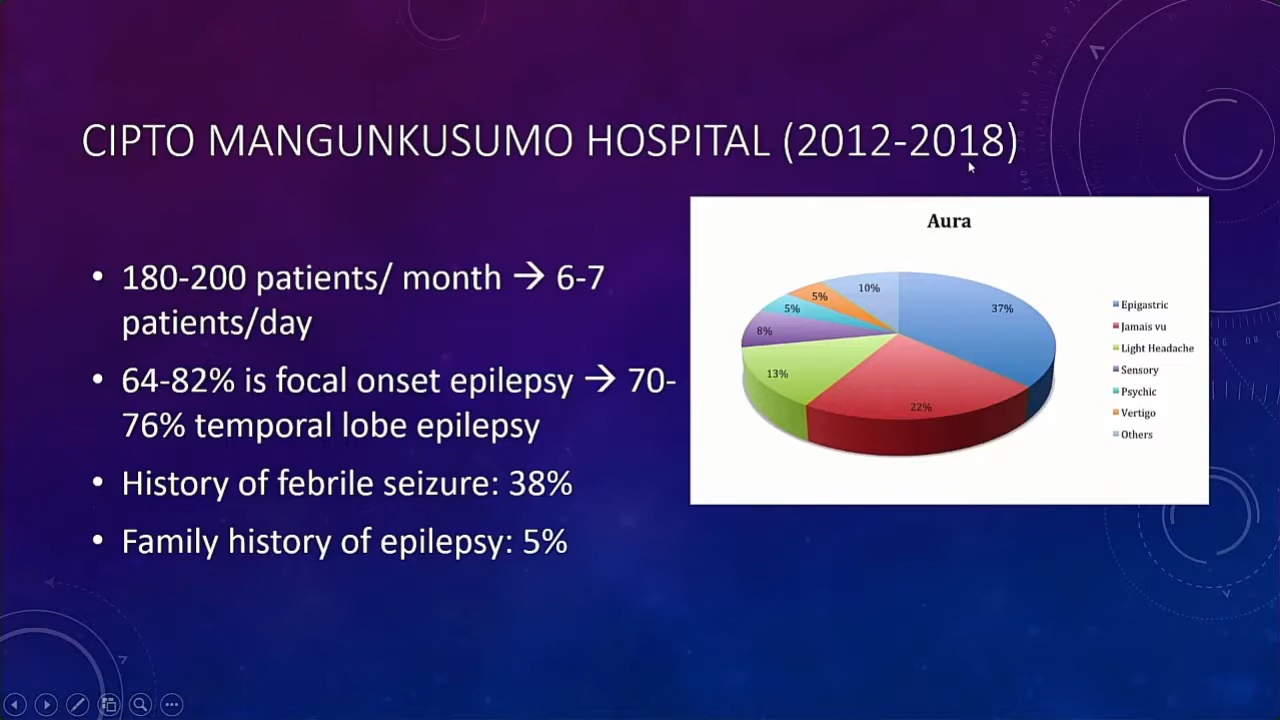 CIPTO MANGUNKUSUMO HOSPITAL (2012-2018)
• 180-200 patients/ month → 6-7
patients/day
• 64-82% is focal onset epilepsy → 70-
76% temporal lobe epilepsy
• History of febrile seizure: 38%
• Family history of epilepsy: 5%
Aura
37%
22%
13%
8%
5%
5%
10%
Epigastric
Jamais vu
Light Headache
Sensory
Psychic
Vertigo
Others